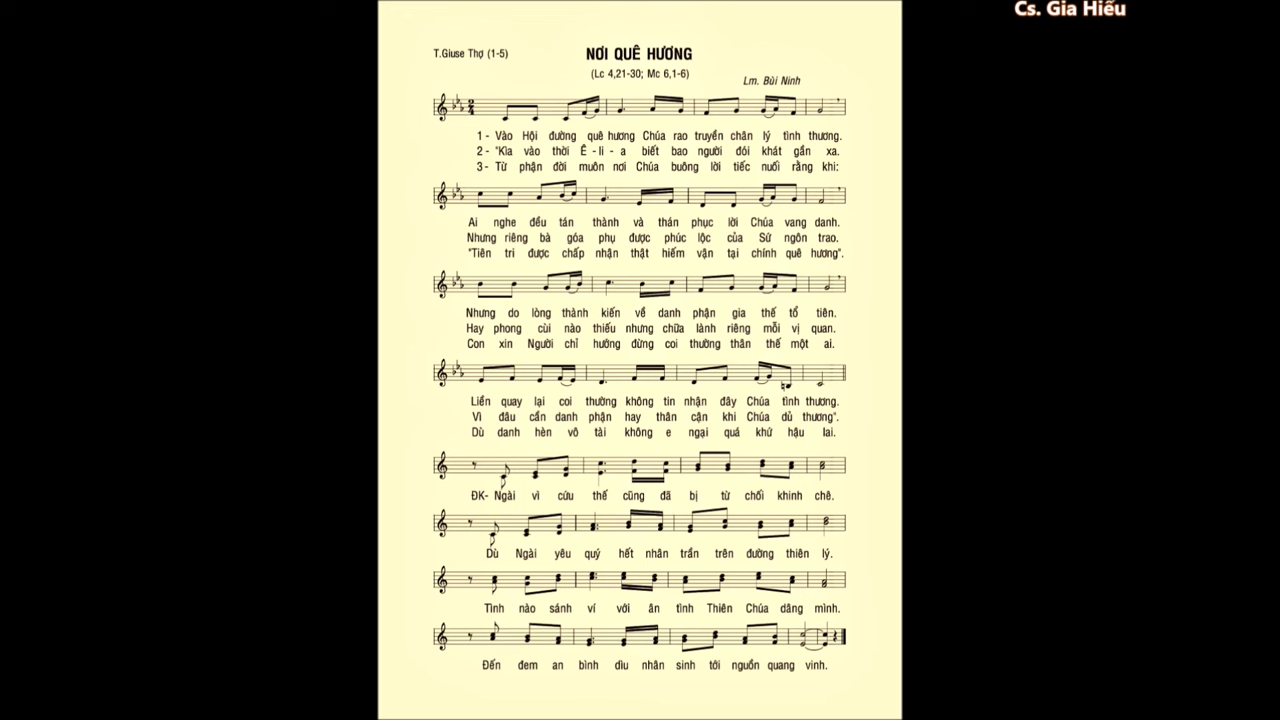 Cs. Gia Hiếu
T.Giuse Thợ (1-5)
NƠI QUÊ HƯƠNG
(Lc 4,21-30; Mc 6,1-6)
Lm. Bùi Ninh
1- Vào Hội đường quê hương Chúa rao truyền chân lý tình thương.
2- "Kìa vào thời Ê-li-a biết bao người đói khát gần xa.
3- Từ phận đời muôn nơi Chúa buông lời tiếc nuối rằng khi:
Ai nghe đều tán thành và thán phục lời Chúa vang danh.
Nhưng riêng bà góa phụ được phúc lộc của Sứ ngôn trao.
"Tiên tri được chấp nhận thật hiếm vận tại chính quê hương".
Nhưng do lòng thành kiến về danh phận gia thế tổ tiên.
Hay phong cùi nào thiếu nhưng chữa lành riêng mỗi vị quan.
Con xin Người chỉ hướng đừng coi thường thân thế một ai.
Liền quay lại coi thường không tin nhận đây Chúa tình thương.
Vì đâu cần danh phận hay thân cận khi Chúa dủ thương".
Dù danh hèn vô tài không e ngại quá khứ hậu lai.
ĐK- Ngài vì cứu thế cũng đã bị từ chối khinh chê.
Dù Ngài yêu quý hết nhân trần trên đường thiên lý.
Tình nào sánh ví với ân tình Thiên Chúa dâng mình.
Đến đem an bình dìu nhân sinh tới nguồn quang vinh.